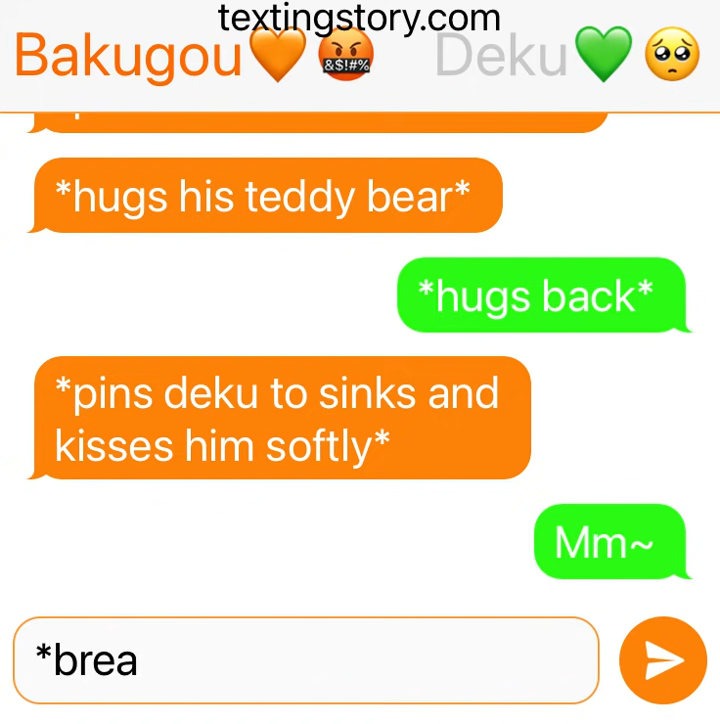 textingstory.com
Bakugou🧡🤬 Deku💚🥺
*hugs his teddy bear*
*hugs back*
*pins deku to sinks and
kisses him softly*
Mm~
*brea